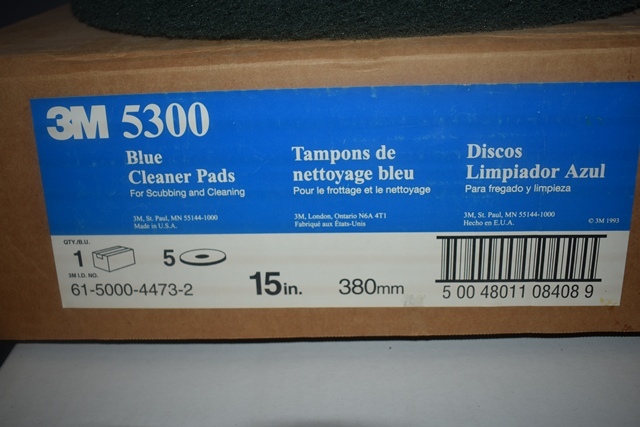 3M 5300
Blue
Cleaner Pads
For Scubbing and Cleaning
3M, St. Paul, MN 55144-1000
Made in U.S.A.
Tampons de
nettoyage bleu
Pour le frottage et le nettoyage
3M, London, Ontario N6A 4T1
Fabriqué aux États-Unis
Discos
Limpiador Azul
Para fregado y limpieza
3M, St. Paul, MN 55144-1000
Hecho en E.U.A.
© 3M 1993
QTY./B.U.
1 5
3M I.D. NO.
61-5000-4473-2
15in. 380mm
5 00 48011 08408 9